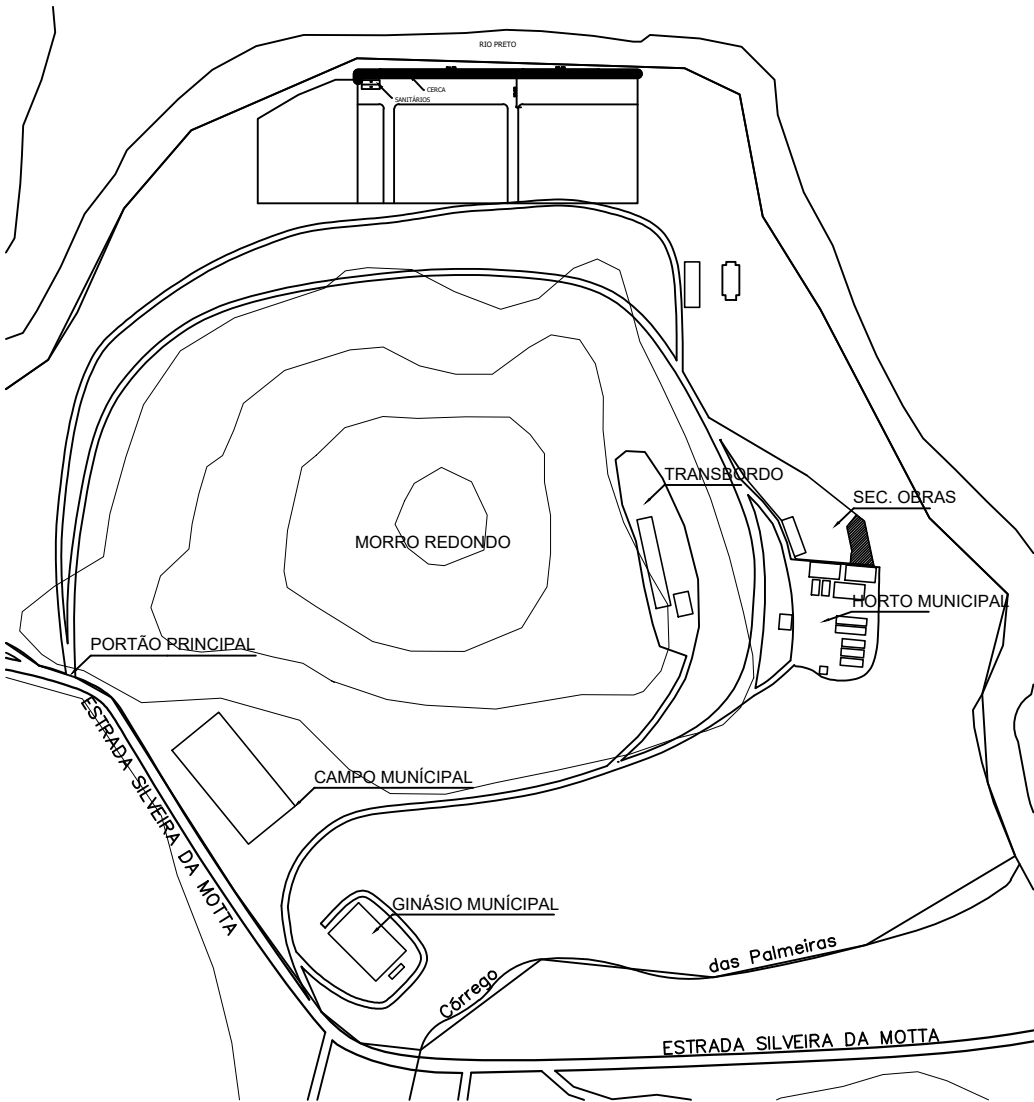 RIO PRETO
CERCA
SANITÁRIOS
TRANSBORDO
SEC. OBRAS
MORRO REDONDO
HORTO MUNICIPAL
PORTÃO PRINCIPAL
ESTRADA SILVEIRA DA MOTTA
CAMPO MUNÍCIPAL
GINÁSIO MUNÍCIPAL
Córrego das Palmeiras
ESTRADA SILVEIRA DA MOTTA